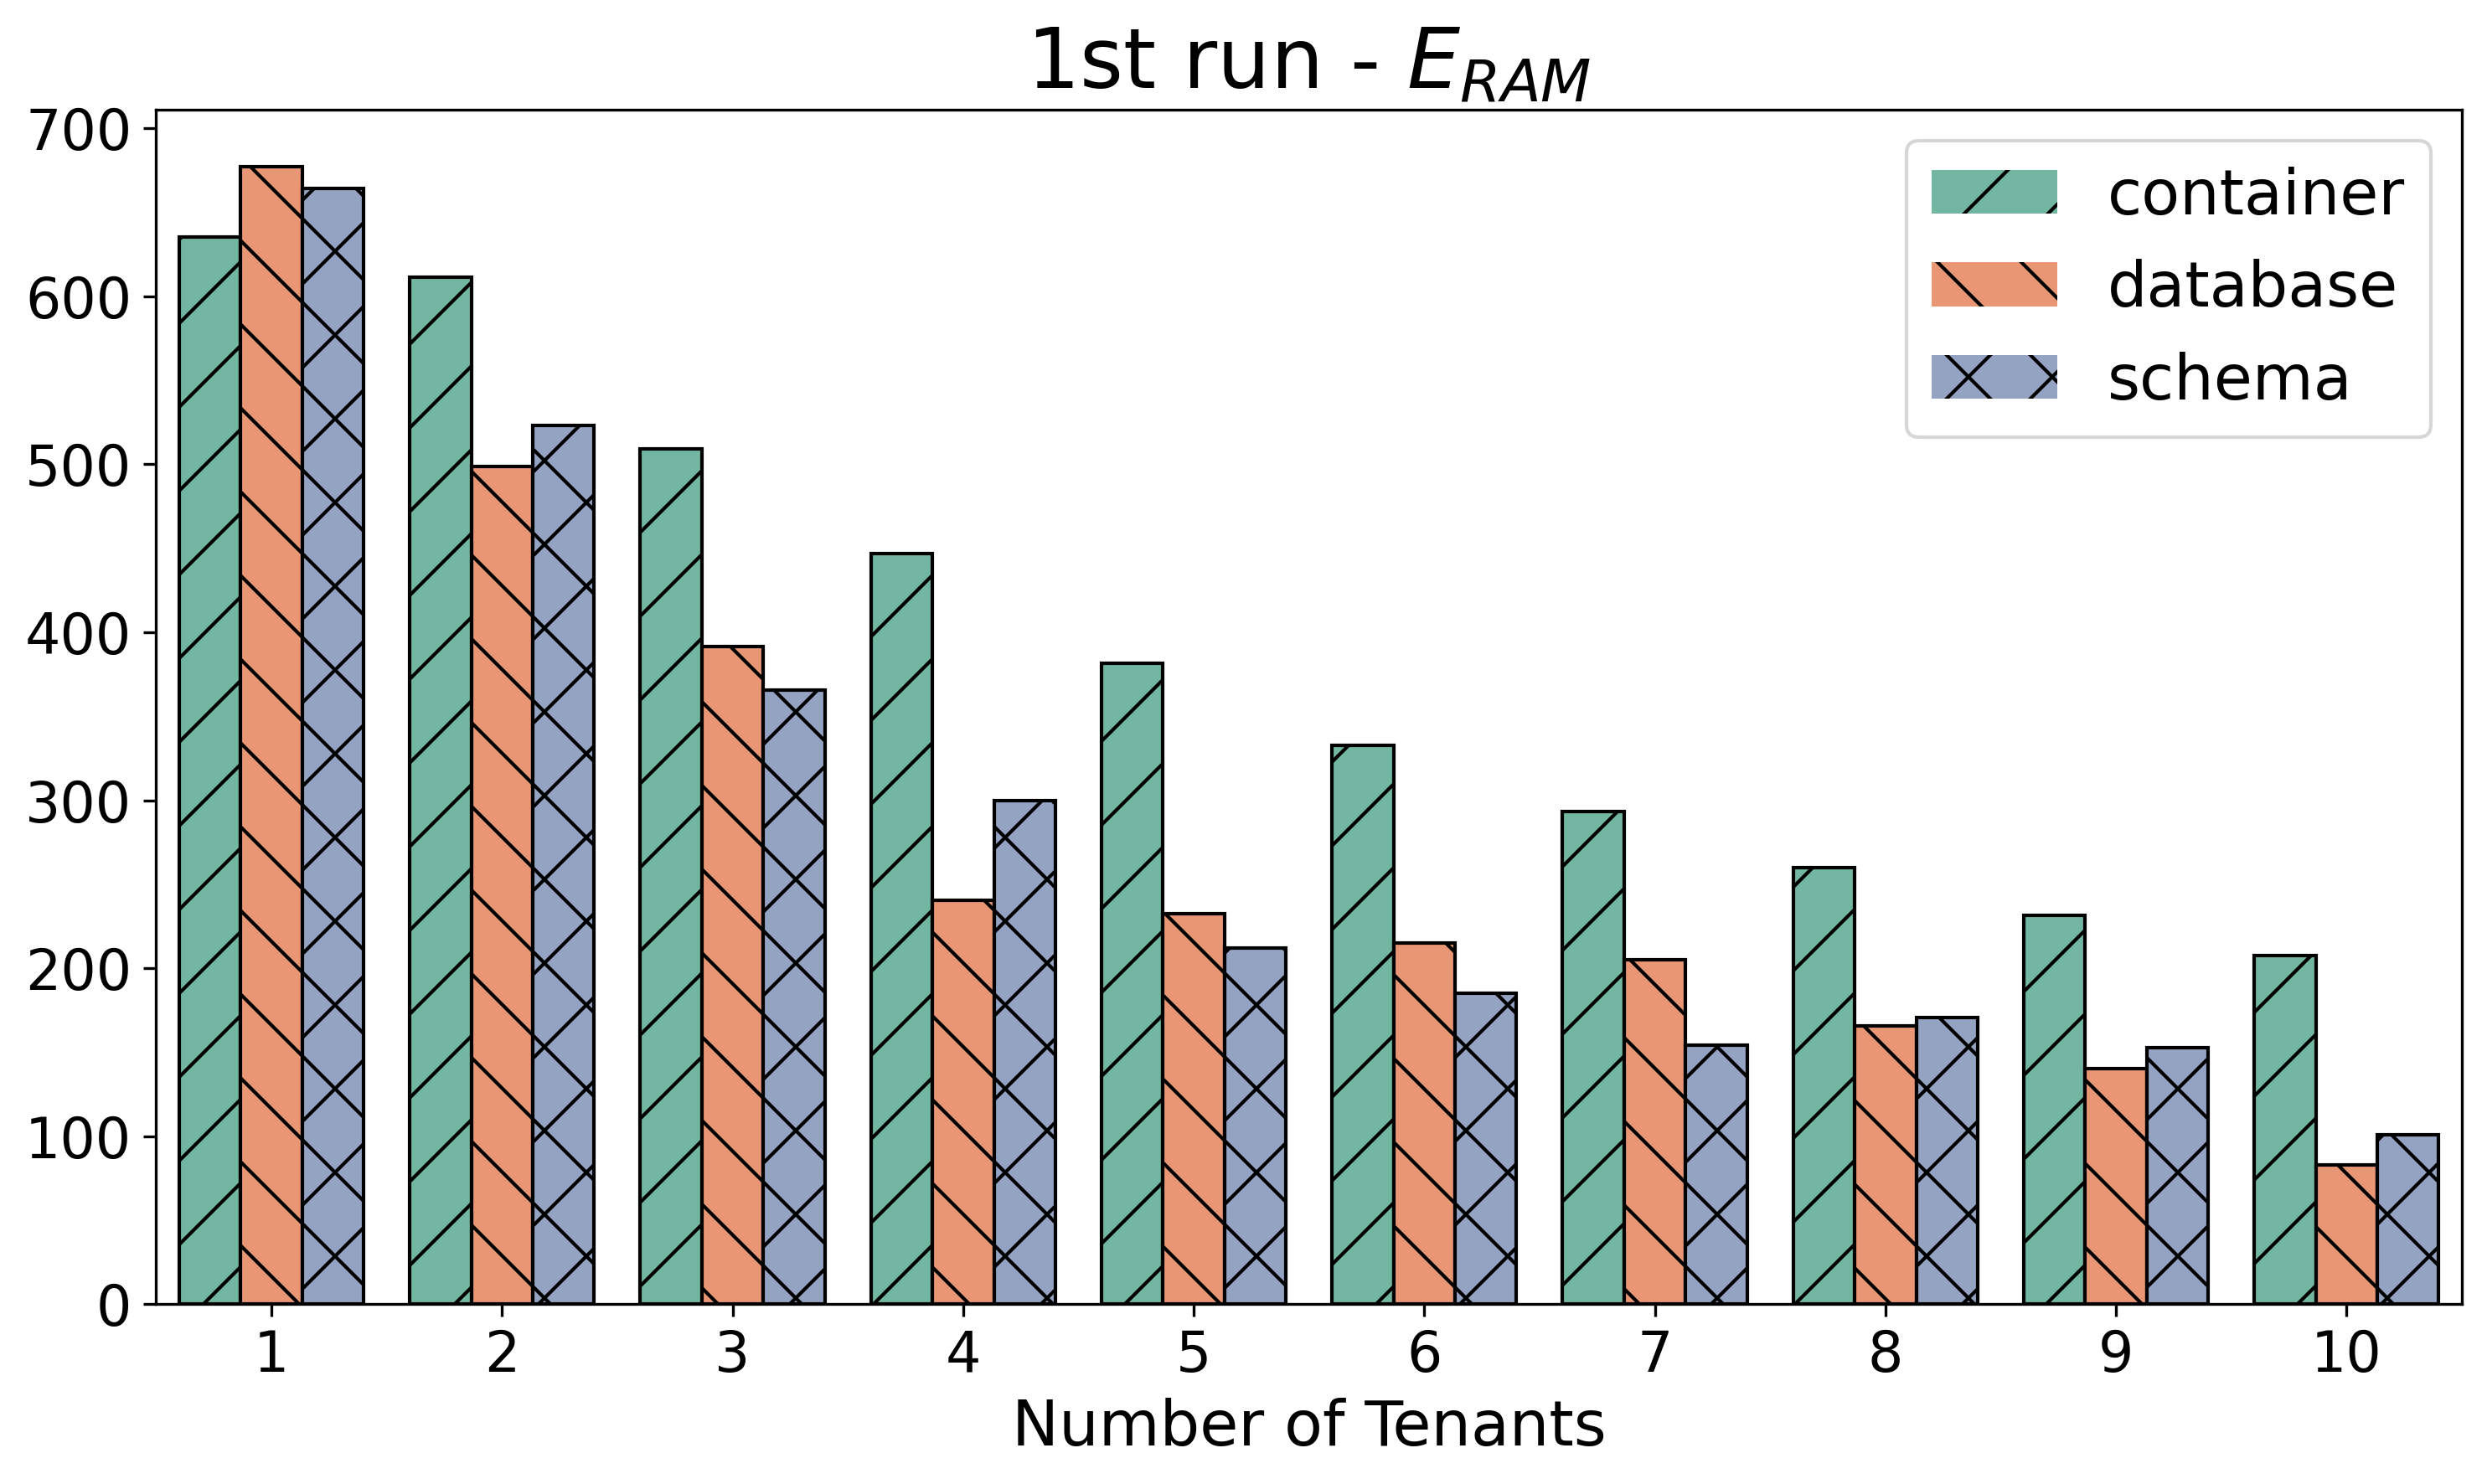 1st run - E_RAM
700
600
500
400
300
200
100
0
container
database
schema
1 2 3 4 5 6 7 8 9 10
Number of Tenants